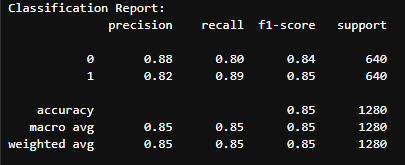 Classification Report:
precision recall f1-score support
0 0.88 0.80 0.84 640
1 0.82 0.89 0.85 640
accuracy 0.85 1280
macro avg 0.85 0.85 0.85 1280
weighted avg 0.85 0.85 0.85 1280